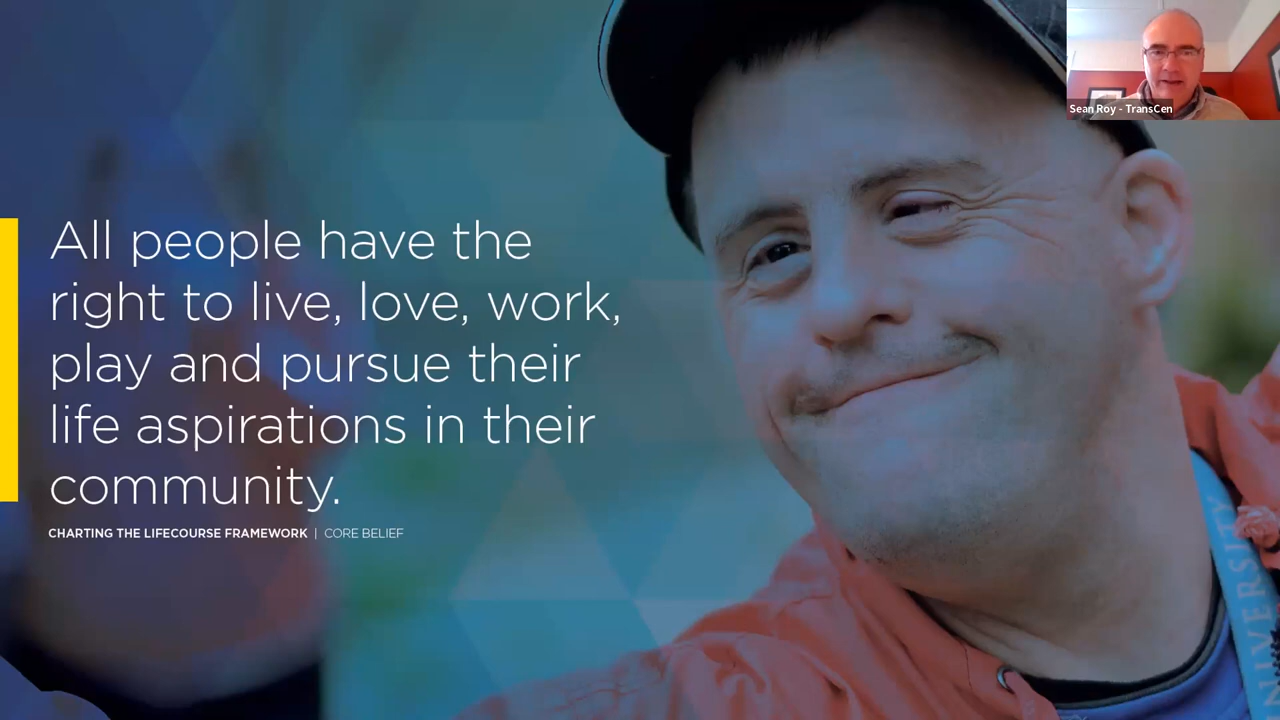 Sean Roy - TransCen
All people have the
right to live, love, work,
play and pursue their
life aspirations in their
community.
CHARTING THE LIFECOURSE FRAMEWORK | CORE BELIEF
NIVERSITY